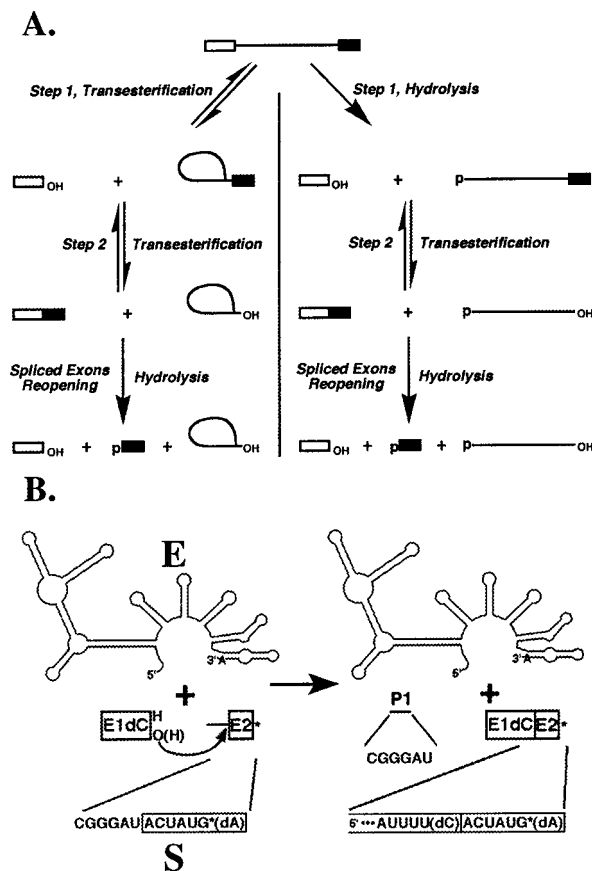 A.
Step 1, Transesterification
Step 1, Hydrolysis
OH + 
OH + p
Step 2 Transesterification
Step 2 Transesterification
+ OH
+ p OH
Spliced Exons
Reopening
Hydrolysis
Spliced Exons
Reopening
Hydrolysis
OH + p + OH
OH + p + p OH
B.
E
5' 3' A
5' 3' A
+
P1
+
E1dC H
O(H)
E2 *
CGGGAU
E1dC E2 *
CGGGAU ACUAUG*(dA)
5' ••• AUUUU(dC) ACUAUG*(dA)
S